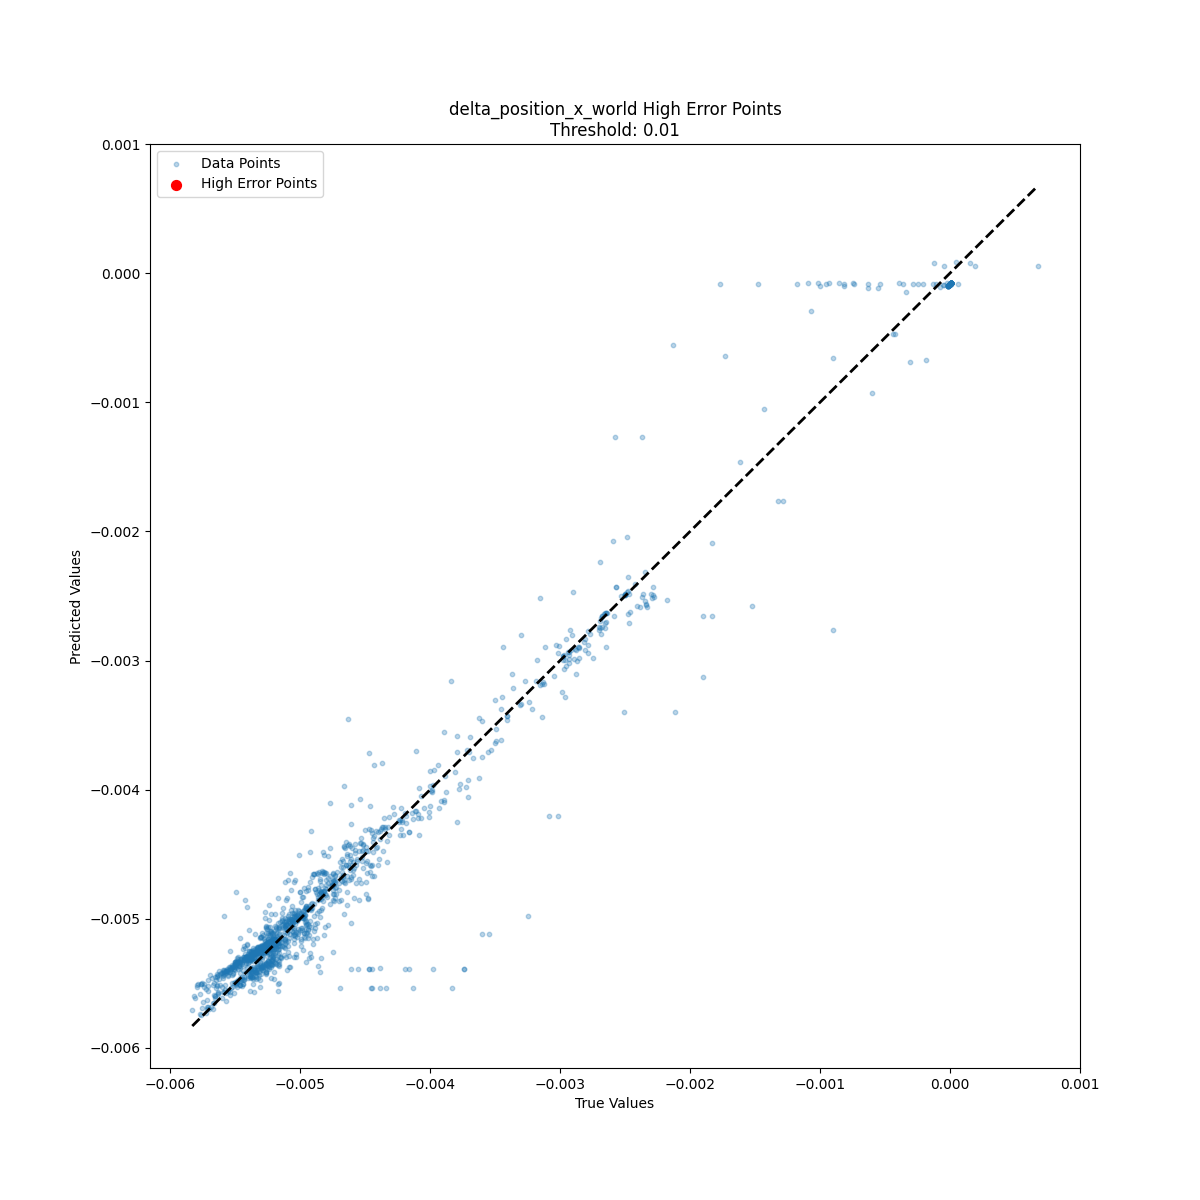 delta_position_x_world High Error Points
Threshold: 0.01
Data Points
High Error Points
0.001
0.000
−0.001
−0.002
−0.003
−0.004
−0.005
−0.006
Predicted Values
−0.006
−0.005
−0.004
−0.003
−0.002
−0.001
0.000
0.001
True Values